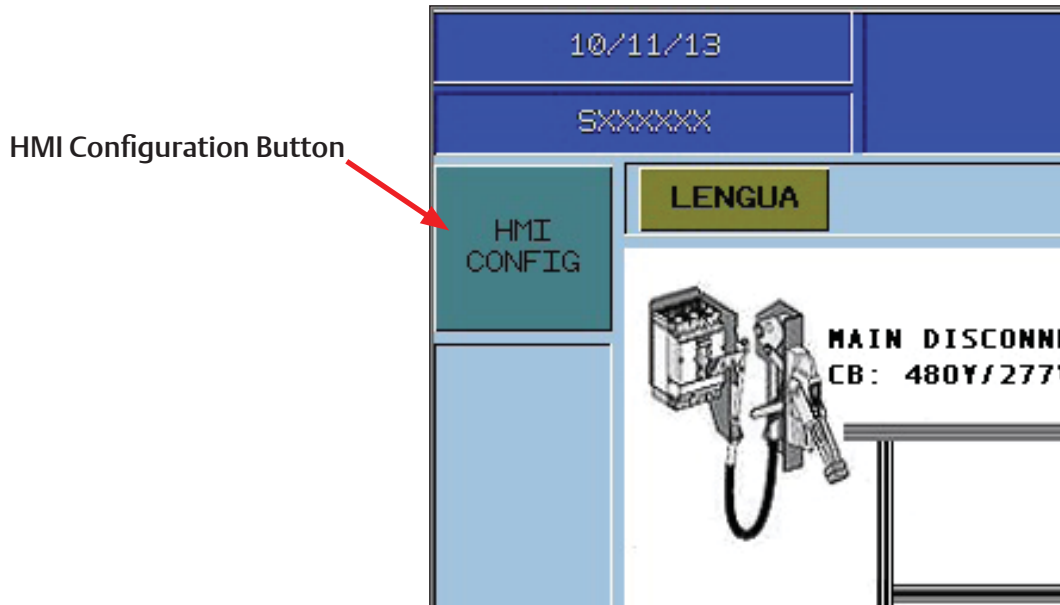 10/11/13
SXXXXXX
HMI Configuration Button
LENGUA
HMI
CONFIG
MAIN DISCONN
CB: 480Y/277